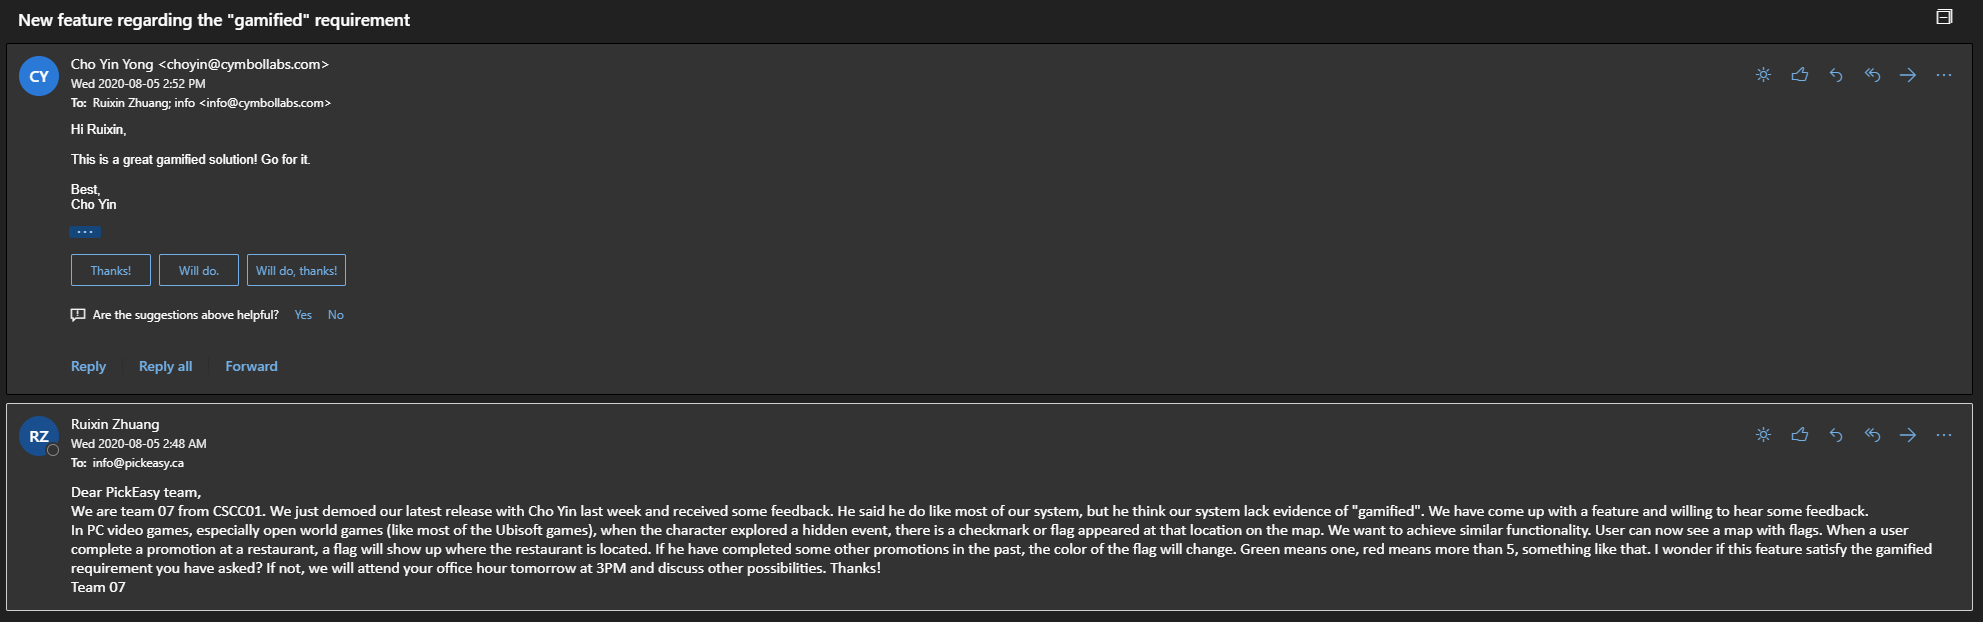 New feature regarding the "gamified" requirement
CY
Cho Yin Yong <choyin@cymbollabs.com>
Wed 2020-08-05 2:52 PM
To: Ruixin Zhuang; info <info@cymbollabs.com>
Hi Ruixin,
This is a great gamified solution! Go for it.
Best,
Cho Yin
...
Thanks! Will do. Will do, thanks!
Are the suggestions above helpful? Yes No
Reply Reply all Forward
RZ
Ruixin Zhuang
Wed 2020-08-05 2:48 AM
To: info@pickeasy.ca
Dear PickEasy team,
We are team 07 from CSCC01. We just demoed our latest release with Cho Yin last week and received some feedback. He said he do like most of our system, but he think our system lack evidence of "gamified". We have come up with a feature and willing to hear some feedback.
In PC video games, especially open world games (like most of the Ubisoft games), when the character explored a hidden event, there is a checkmark or flag appeared at that location on the map. We want to achieve similar functionality. User can now see a map with flags. When a user
complete a promotion at a restaurant, a flag will show up where the restaurant is located. If he have completed some other promotions in the past, the color of the flag will change. Green means one, red means more than 5, something like that. I wonder if this feature satisfy the gamified
requirement you have asked? If not, we will attend your office hour tomorrow at 3PM and discuss other possibilities. Thanks!
Team 07